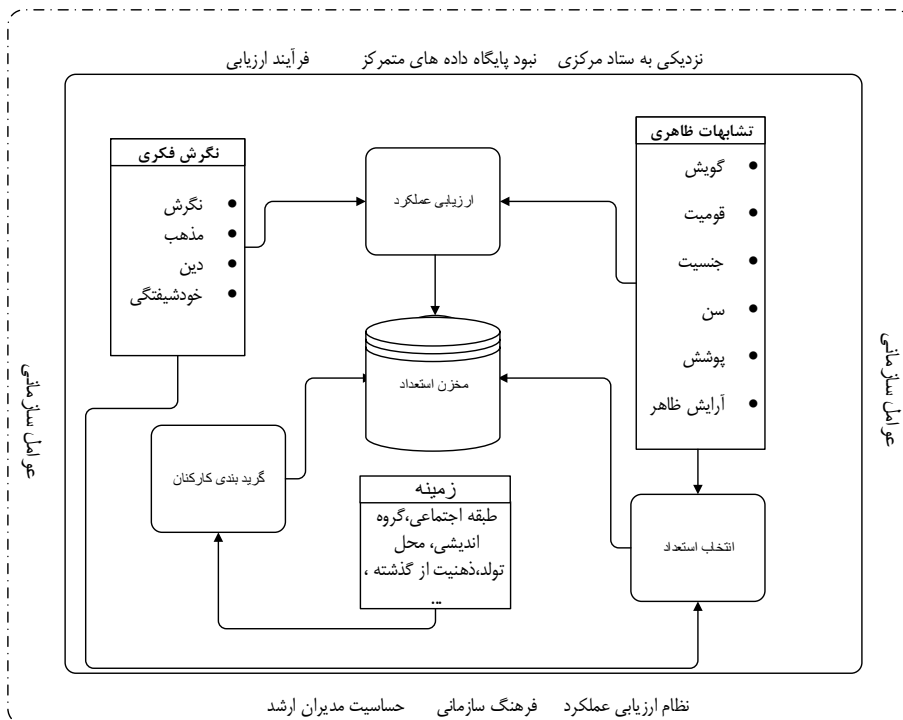 نزدیکی به ستاد مرکزی نبود پایگاه داده های متمرکز فرآیند ارزیابی
تشابهات ظاهری
گویش
قومیت
جنسیت
سن
پوشش
آرایش ظاهر
ارزیابی عملکرد
نگرش فکری
نگرش
مذهب
دین
خودشیفتگی
مخزن استعداد
عوامل سازمانی
عوامل سازمانی
گرید بندی کارکنان
زمینه
طبقه اجتماعی،گروه
اندیشی، محل
تولد،ذهنیت از گذشته ،
...
انتخاب استعداد
نظام ارزیابی عملکرد فرهنگ سازمانی حساسیت مدیران ارشد